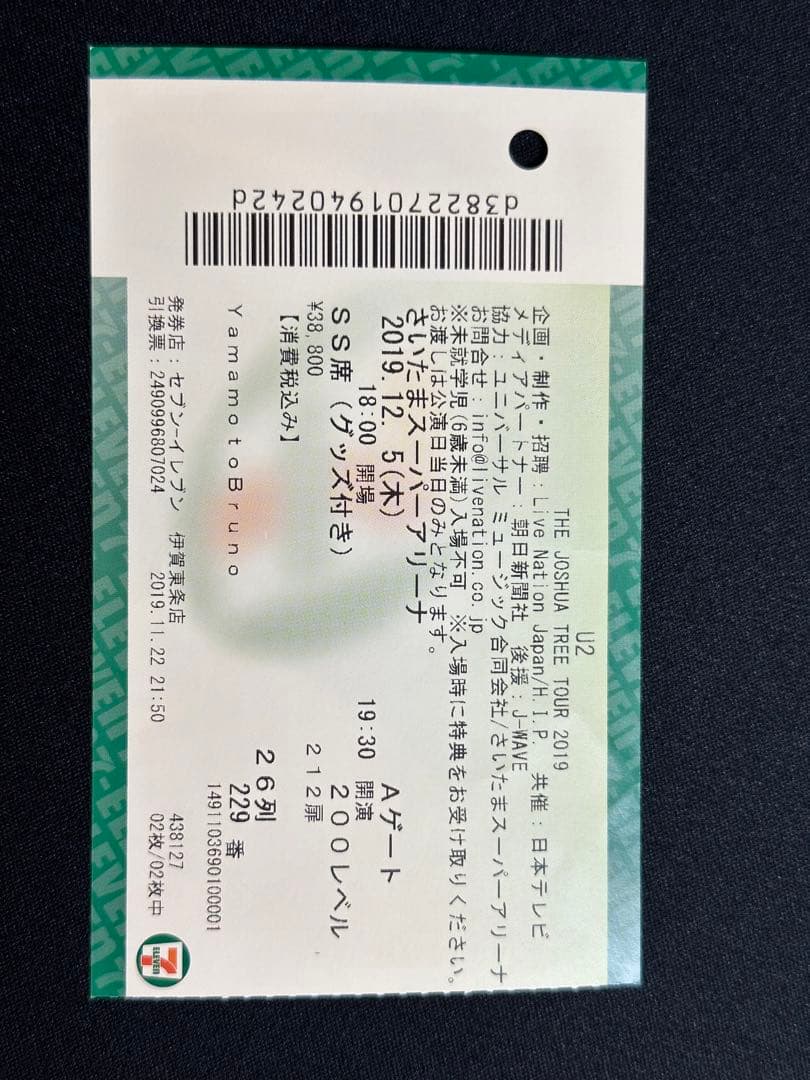 U2
THE JOSHUA TREE TOUR 2019
企画・制作・招聘：Live Nation Japan/H.I.P. 共催：日本テレビ
メディアパートナー：朝日新聞社 後援：J-WAVE
協力：ユニバーサル ミュージック合同会社/さいたまスーパーアリーナ
お問合せ：info@livenation.co.jp
※未就学児(6歳未満)入場不可 ※入場時に特典をお受け取りください。
お渡しは公演日当日のみとなります。
さいたまスーパーアリーナ
2019.12. 5(木) Aゲート
18:00 開場 19:30 開演
SS席（グッズ付き） 200レベル
¥38,800 212扉
【消費税込み】
26列
229番
YamamotoBruno
1491103690100001
発券店：セブン-イレブン 伊賀東条店 438127
引換票：2490996807024 2019.11.22 21:50 02枚/02枚中
d3822701940242d
7
ELEVEN